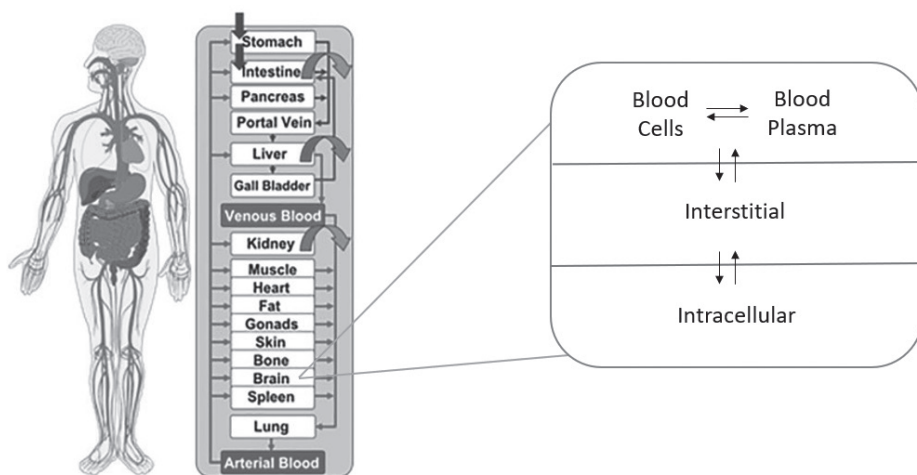 Stomach
Intestine
Pancreas
Portal Vein
Liver
Gall Bladder
Venous Blood
Kidney
Muscle
Heart
Fat
Gonads
Skin
Bone
Brain
Spleen
Lung
Arterial Blood
Blood Cells
Blood Plasma
Interstitial
Intracellular